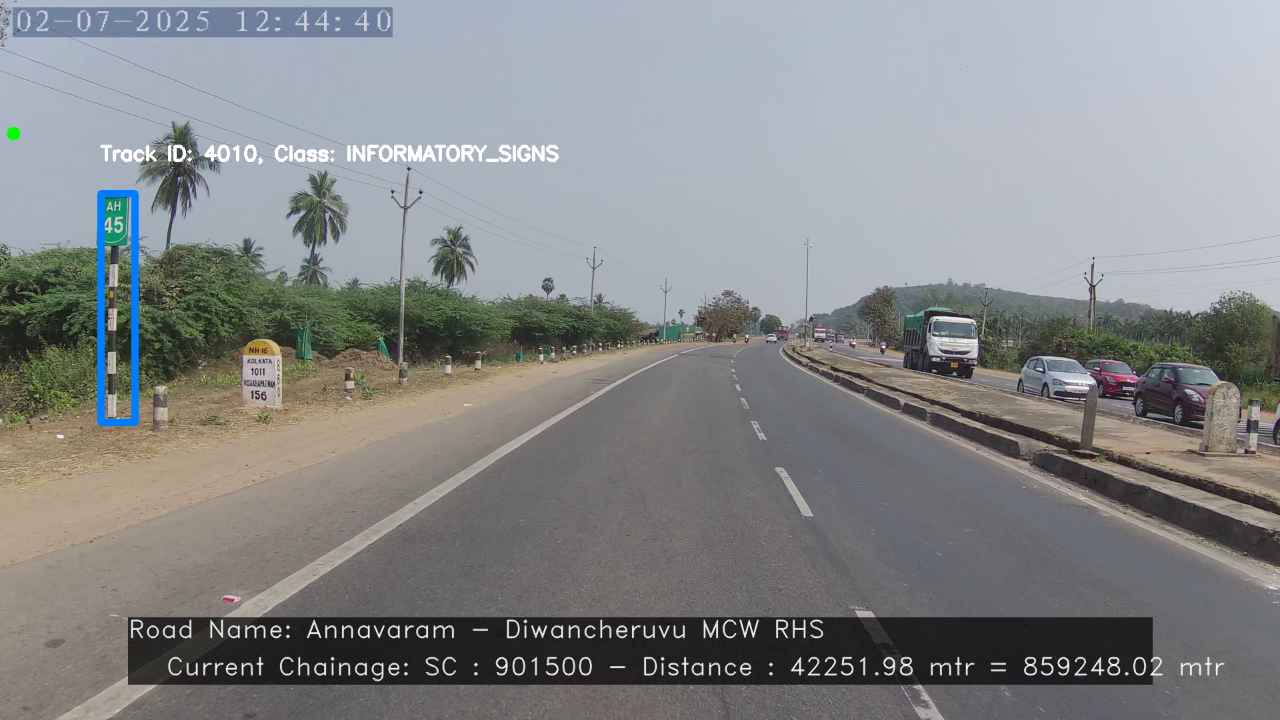 02-07-2025 12:44:40
Track ID: 4010, Class: INFORMATORY_SIGNS
AH
45
NH-16
KOLKATA
1011
VISAKHAPATNAM
156
Road Name: Annavaram - Diwancheruvu MCW RHS
Current Chainage: SC : 901500 - Distance : 42251.98 mtr = 859248.02 mtr